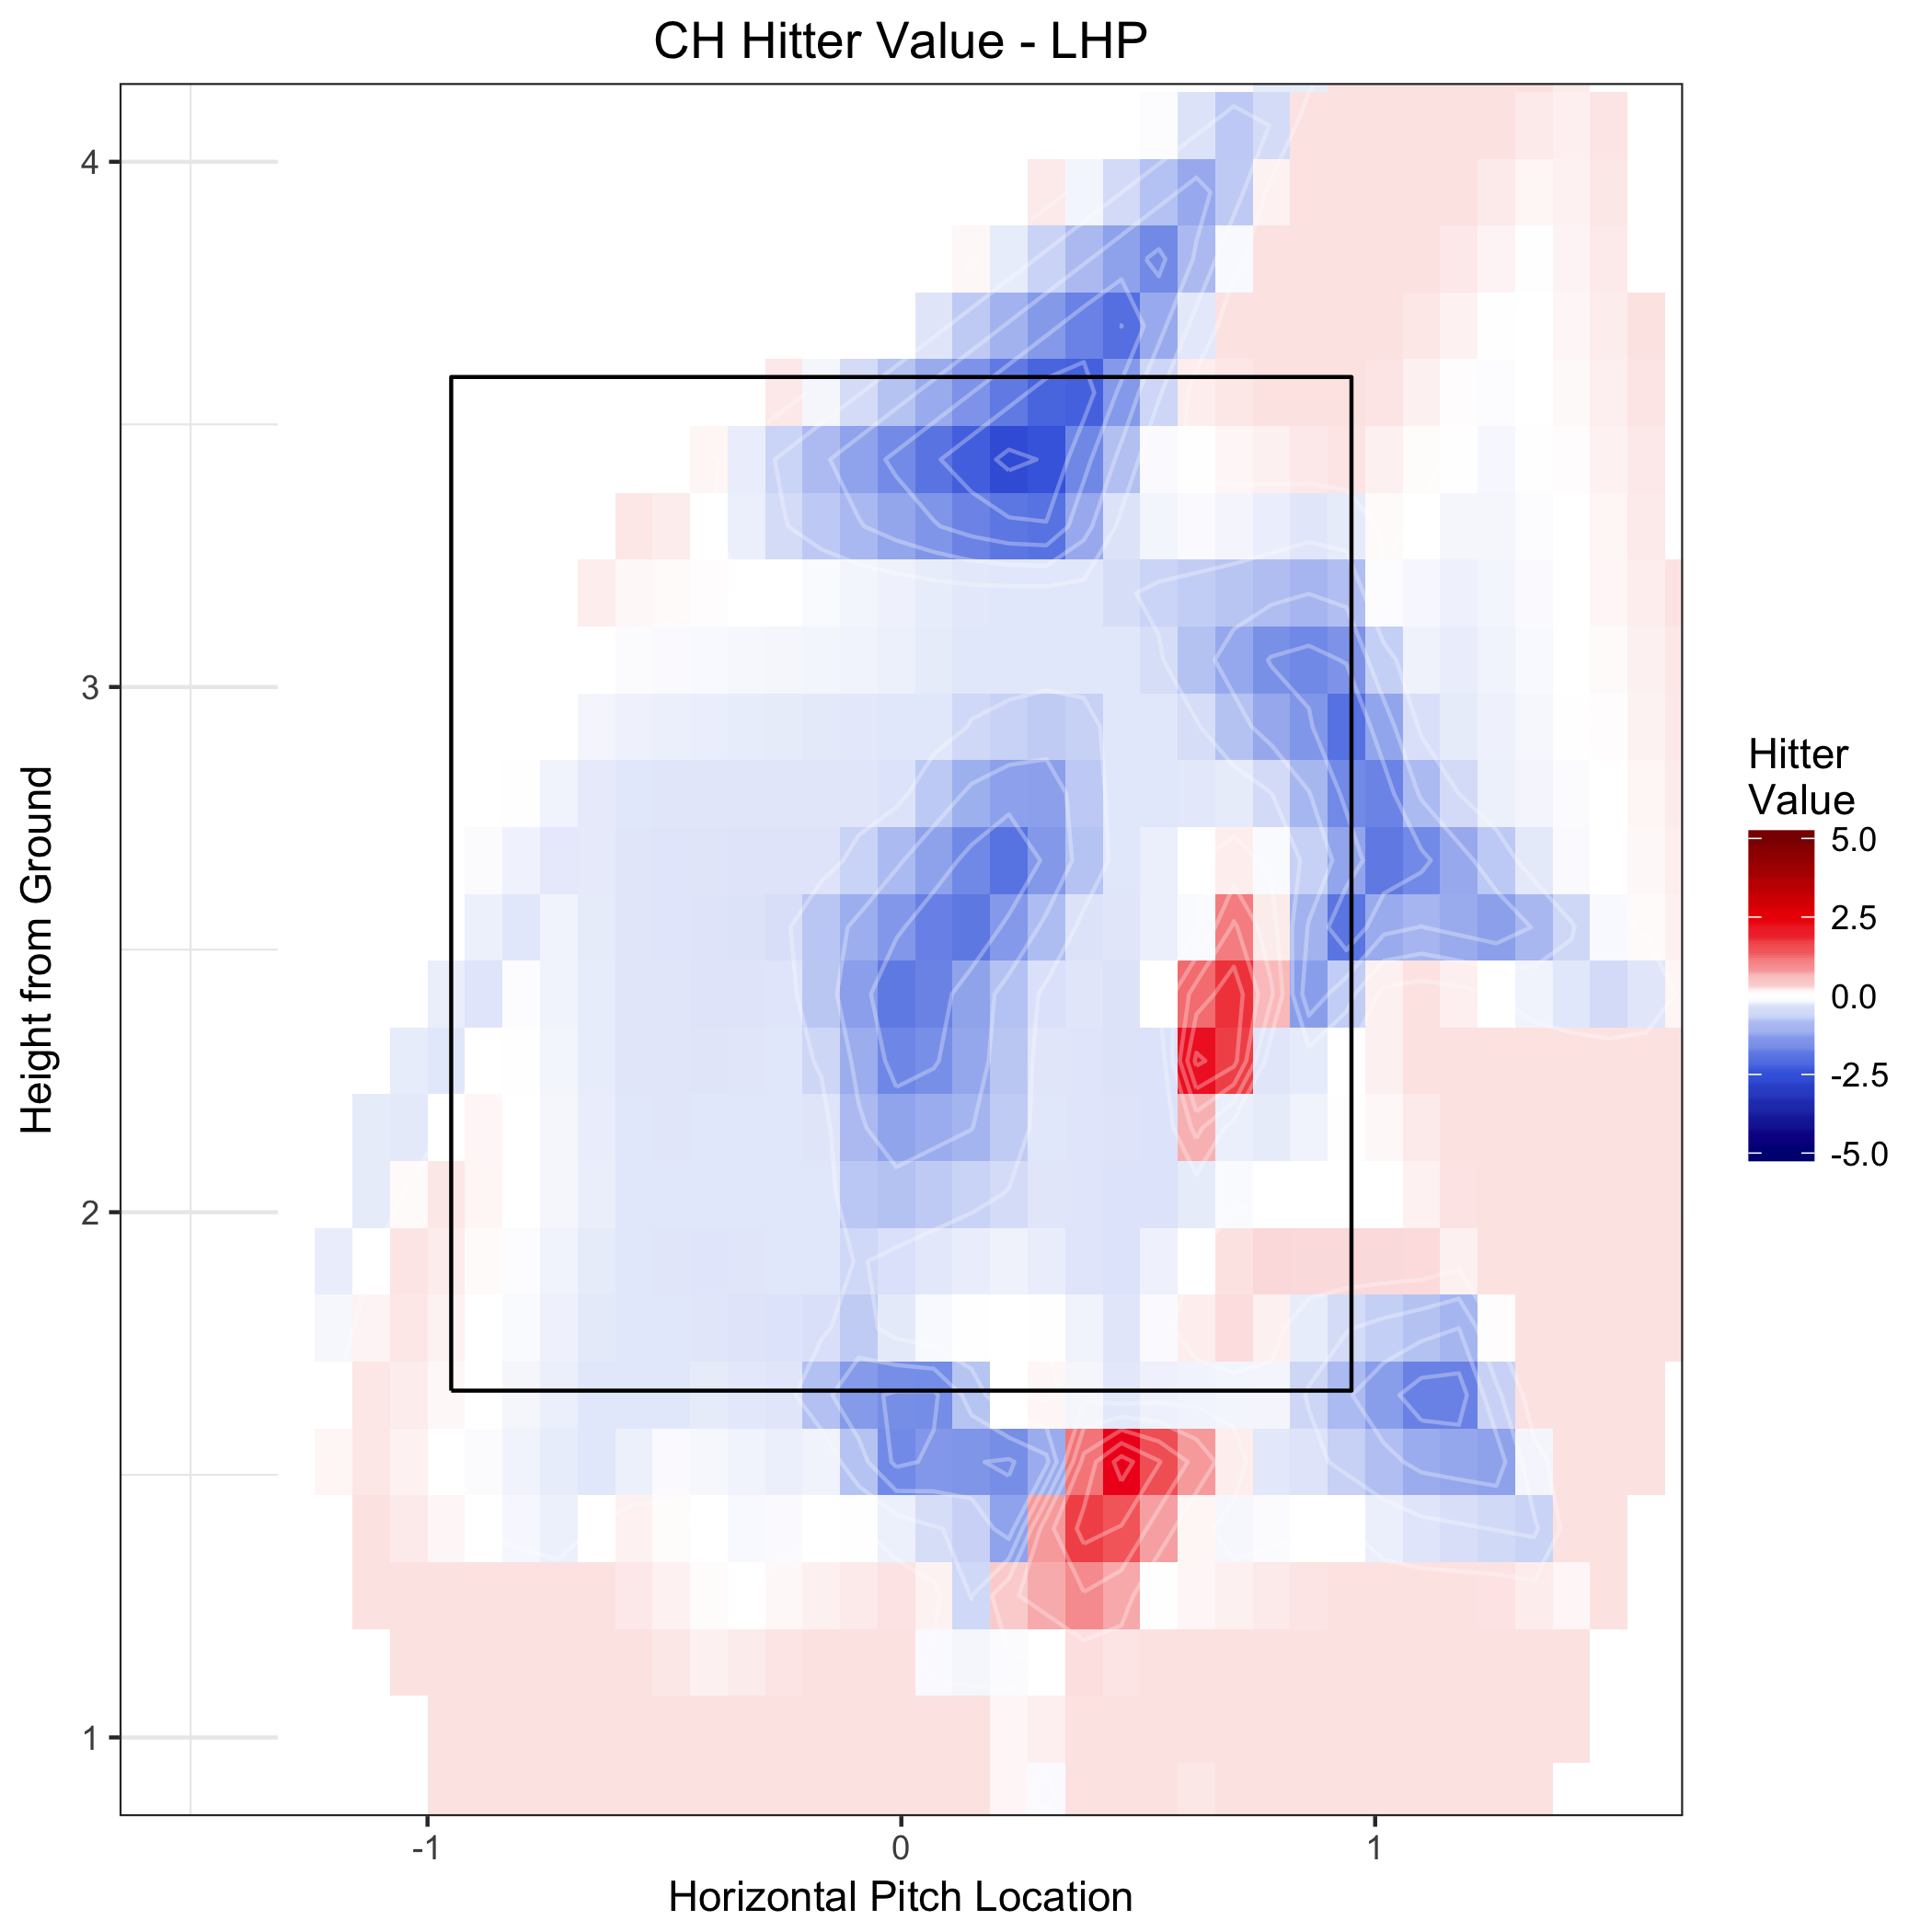 CH Hitter Value - LHP
4
3
2
1
Height from Ground
-1
0
1
Horizontal Pitch Location
Hitter
Value
5.0
2.5
0.0
-2.5
-5.0